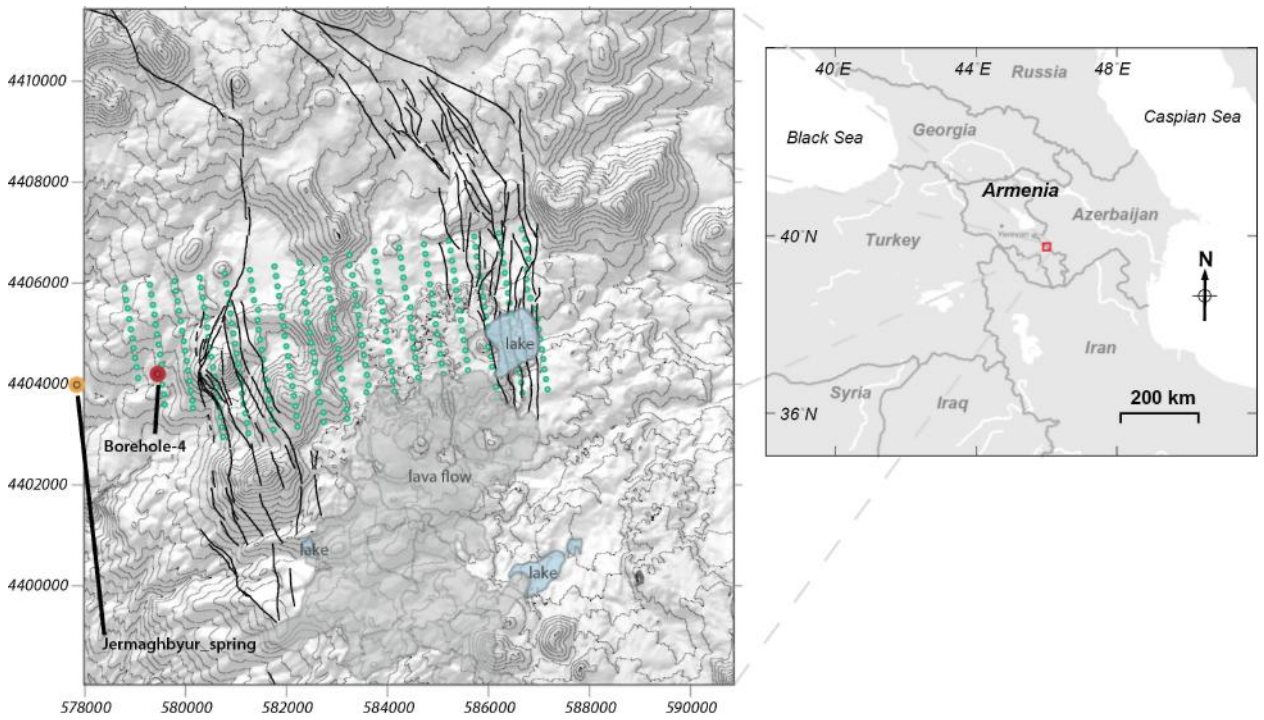 4410000
4408000
4406000
4404000
4402000
4400000
lake
Borehole-4
lava flow
lake
lake
Jermaghbyur_spring
578000 580000 582000 584000 586000 588000 590000
40°E 44°E 48°E
Russia
Caspian Sea
Georgia
Black Sea
Armenia
Azerbaijan
Yerevan
40°N
Turkey
N
Iran
Syria
Iraq
200 km
36°N